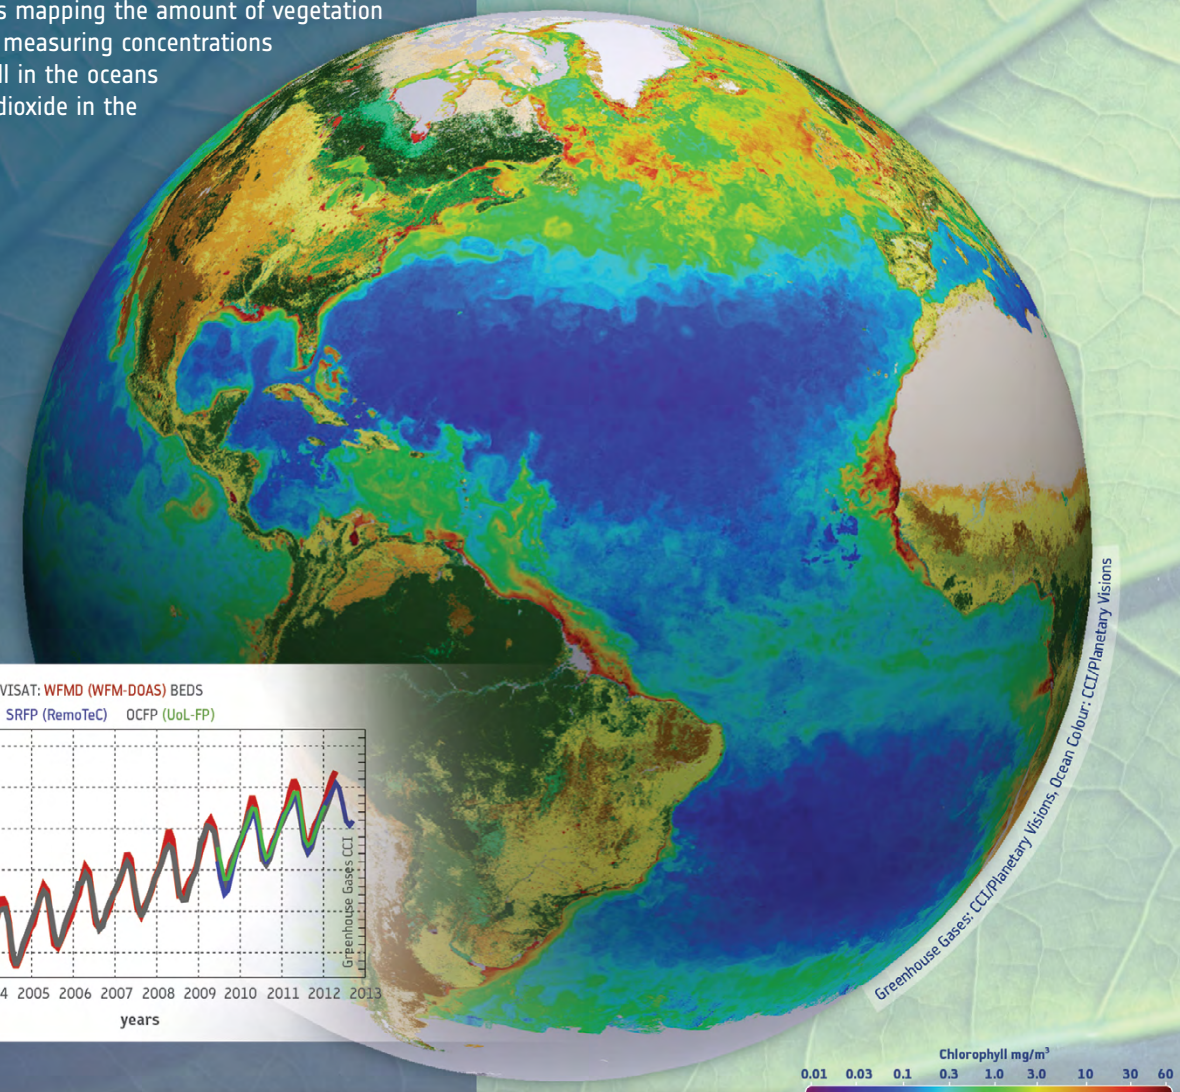 s mapping the amount of vegetation
measuring concentrations
ll in the oceans
dioxide in the
VISAT: WFMD (WFM-DOAS) BEDS
SRFP (RemoTeC) OCFP (UoL-FP)
Greenhouse Gases CCI
4 2005 2006 2007 2008 2009 2010 2011 2012 2013
years
Greenhouse Gases: CCI/Planetary Visions, Ocean Colour: CCI/Planetary Visions
Chlorophyll mg/m³
0.01 0.03 0.1 0.3 1.0 3.0 10 30 60